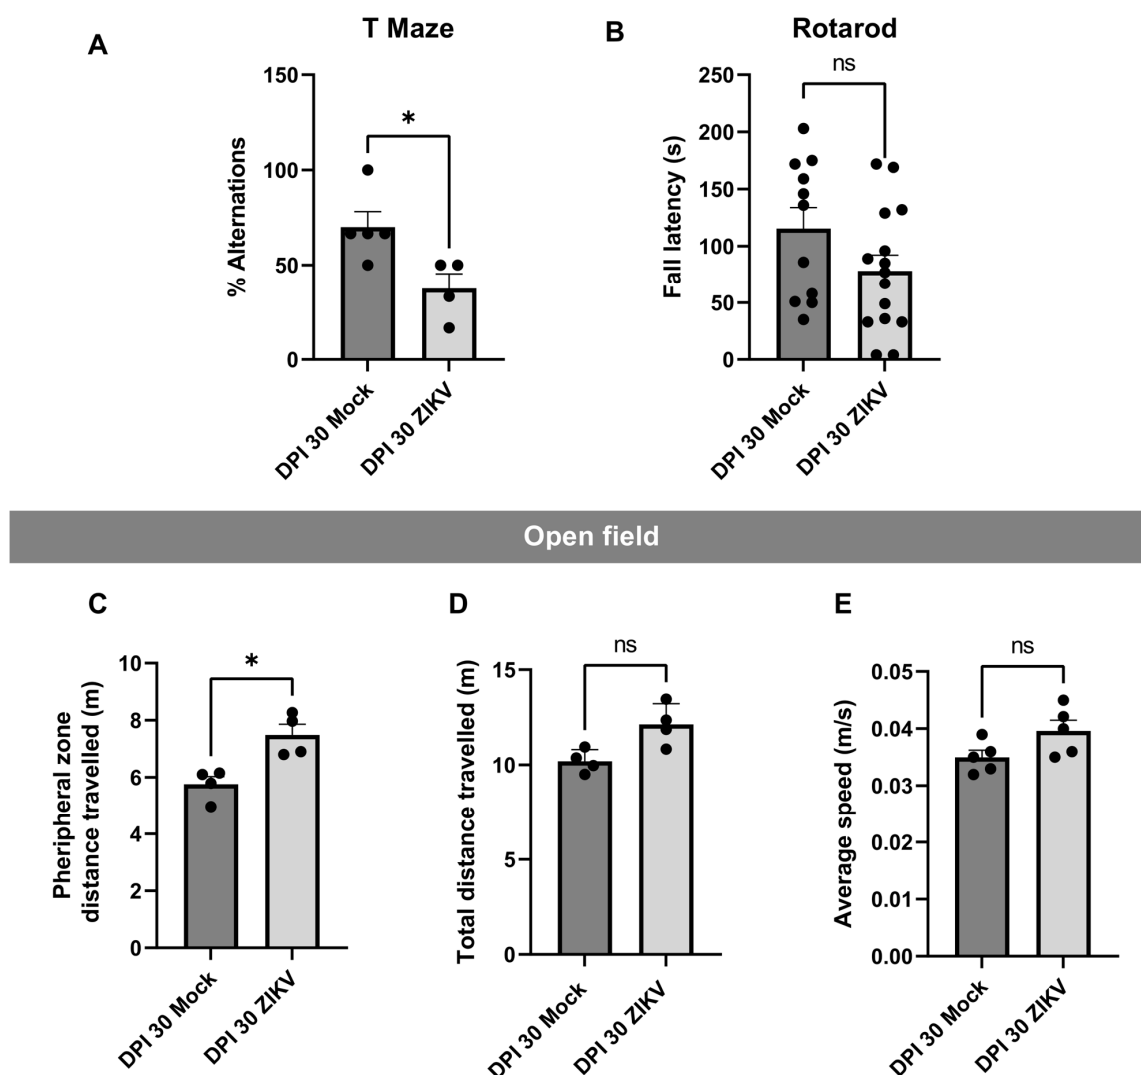 A
T Maze
% Alternations
150
100
50
0
*
DPI 30 Mock
DPI 30 ZIKV
B
Rotarod
Fall latency (s)
250
200
150
100
50
0
ns
DPI 30 Mock
DPI 30 ZIKV
Open field
C
Pheripheral zone
distance travelled (m)
10
8
6
4
2
0
*
DPI 30 Mock
DPI 30 ZIKV
D
Total distance travelled (m)
15
10
5
0
ns
DPI 30 Mock
DPI 30 ZIKV
E
Average speed (m/s)
0.05
0.04
0.03
0.02
0.01
0.00
ns
DPI 30 Mock
DPI 30 ZIKV